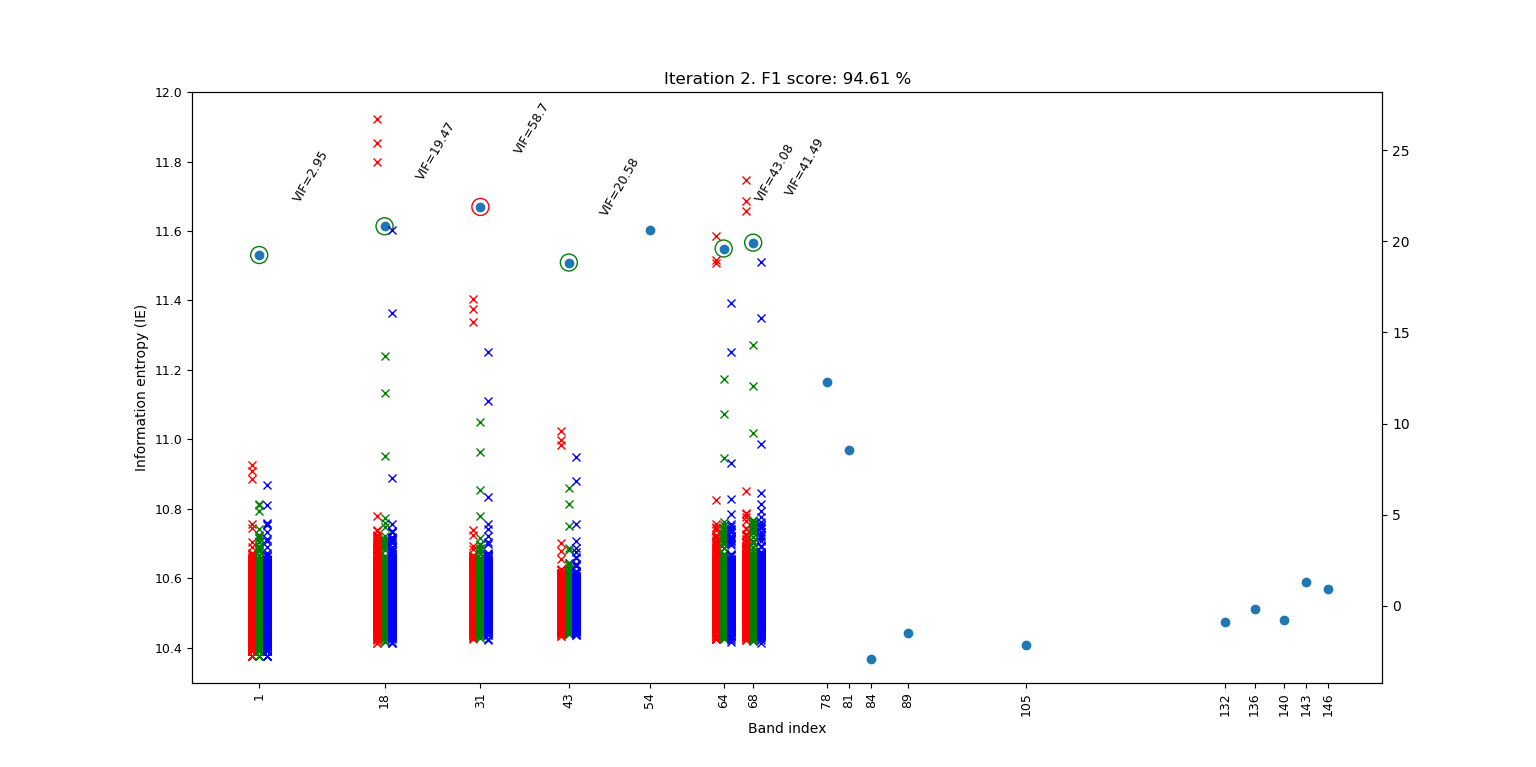 Iteration 2. F1 score: 94.61 %
12.0
11.8
11.6
11.4
11.2
11.0
10.8
10.6
10.4
Information entropy (IE)
VIF=2.95
VIF=19.47
VIF=58.7
VIF=20.58
VIF=43.08
VIF=41.49
25
20
15
10
5
0
1 18 31 43 54 64 68 78 81 84 89 105 132 136 140 143 146
Band index